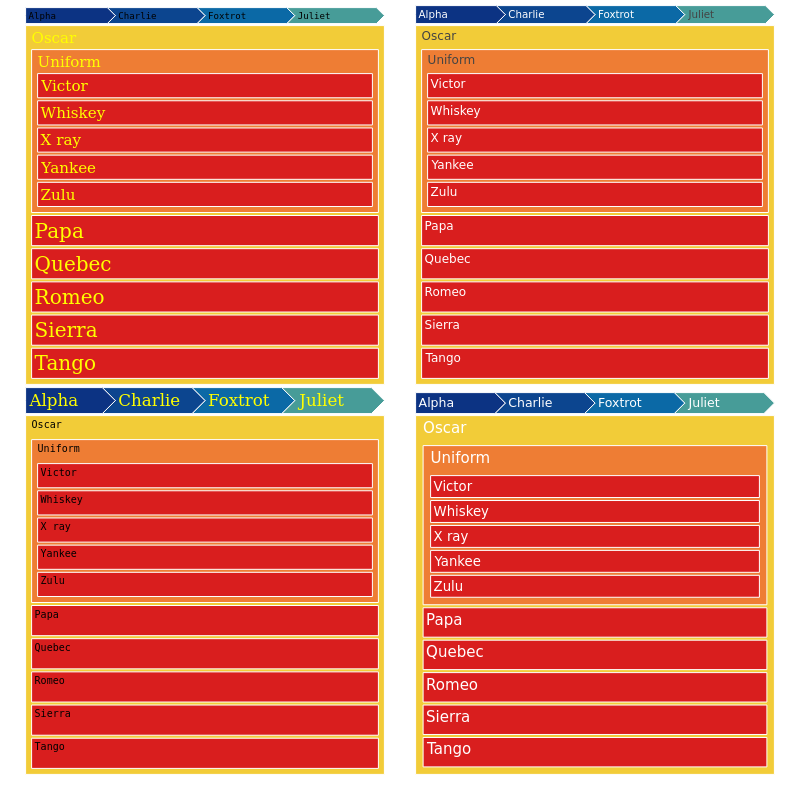 Alpha Charlie Foxtrot Juliet
Oscar
Uniform
Victor
Whiskey
X ray
Yankee
Zulu
Papa
Quebec
Romeo
Sierra
Tango
Alpha Charlie Foxtrot Juliet
Oscar
Uniform
Victor
Whiskey
X ray
Yankee
Zulu
Papa
Quebec
Romeo
Sierra
Tango
Alpha Charlie Foxtrot Juliet
Oscar
Uniform
Victor
Whiskey
X ray
Yankee
Zulu
Papa
Quebec
Romeo
Sierra
Tango
Alpha Charlie Foxtrot Juliet
Oscar
Uniform
Victor
Whiskey
X ray
Yankee
Zulu
Papa
Quebec
Romeo
Sierra
Tango